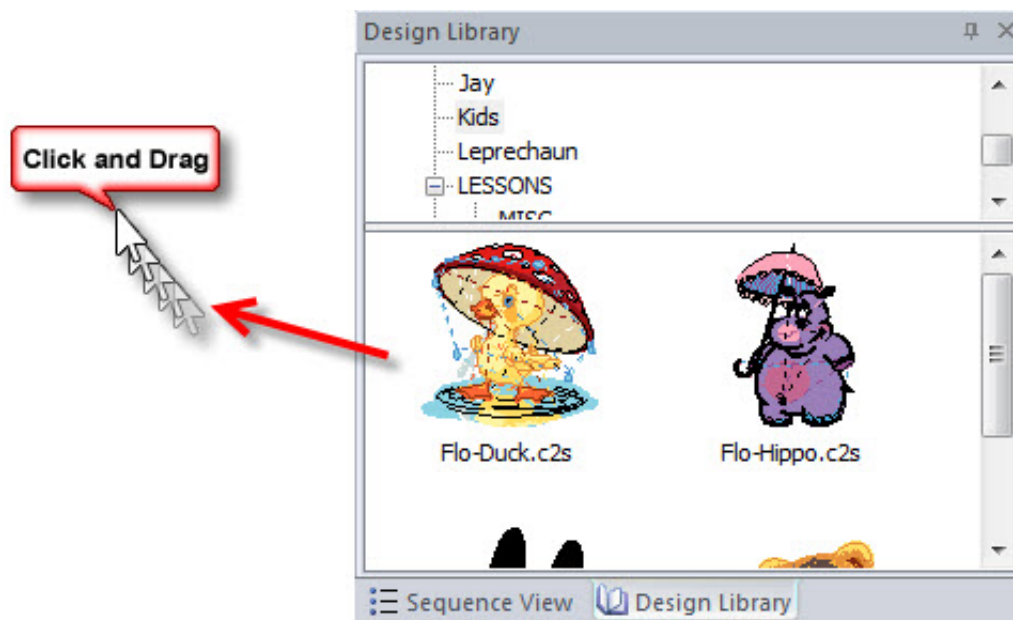 Design Library
Jay
Kids
Click and Drag
Leprechaun
LESSONS
MISC
Flo-Duck.c2s
Flo-Hippo.c2s
Sequence View
Design Library